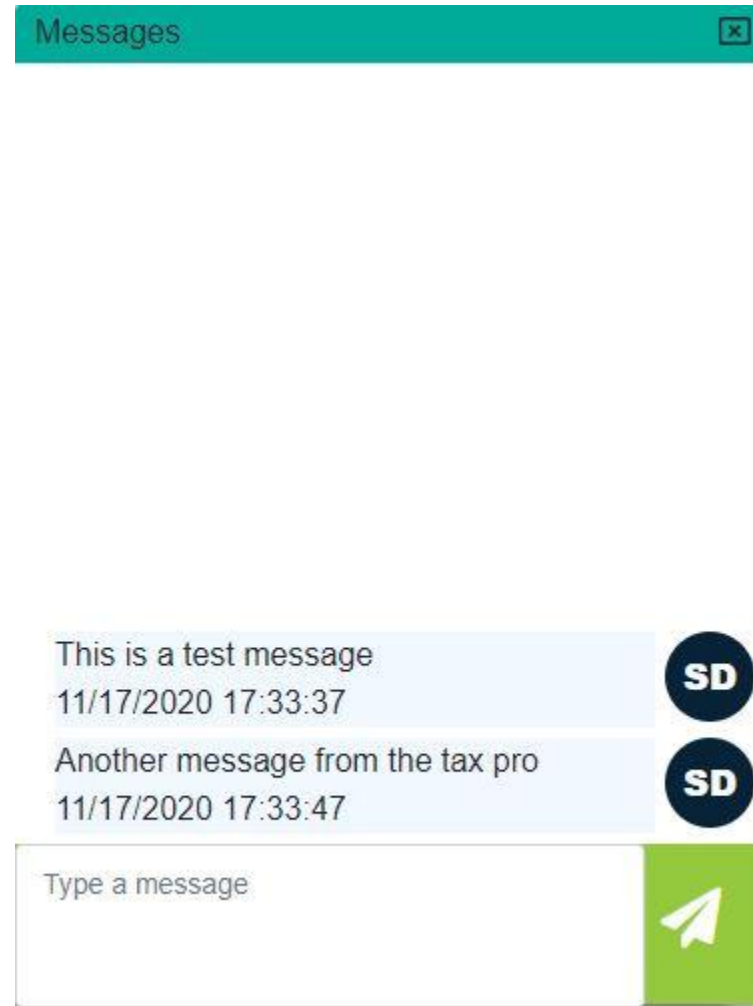 Messages
This is a test message
SD
11/17/2020 17:33:37
Another message from the tax pro
SD
11/17/2020 17:33:47
Type a message